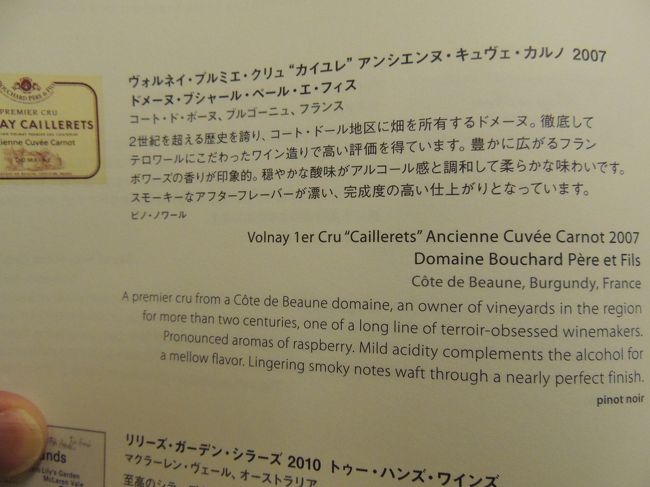 BOUCHARD PÈRE & FILS
PREMIER CRU
AY CAILLERETS
cienne Cuvée Carnot
DOMAINE
ヴォルネイ・プルミエ・クリュ “カイユレ” アンシエンヌ・キュヴェ・カルノ 2007
ドメーヌ・ブシャール・ペール・エ・フィス
コート・ド・ボーヌ、ブルゴーニュ、フランス
2世紀を超える歴史を誇り、コート・ドール地区に畑を所有するドメーヌ。徹底して
テロワールにこだわったワイン造りで高い評価を得ています。豊かに広がるフラン
ボワーズの香りが印象的。穏やかな酸味がアルコール感と調和して柔らかな味わいです。
スモーキーなアフターフレーバーが漂い、完成度の高い仕上がりとなっています。
ピノ・ノワール
Volnay 1er Cru “Caillerets” Ancienne Cuvée Carnot 2007
Domaine Bouchard Père et Fils
Côte de Beaune, Burgundy, France
A premier cru from a Côte de Beaune domaine, an owner of vineyards in the region
for more than two centuries, one of a long line of terroir-obsessed winemakers.
Pronounced aromas of raspberry. Mild acidity complements the alcohol for
a mellow flavor. Lingering smoky notes waft through a nearly perfect finish.
pinot noir
ands
Lily's Garden
McLaren Vale
リリーズ・ガーデン・シラーズ 2010 トゥー・ハンズ・ワインズ
マクラーレン・ヴェール、オーストラリア
至高のシラ